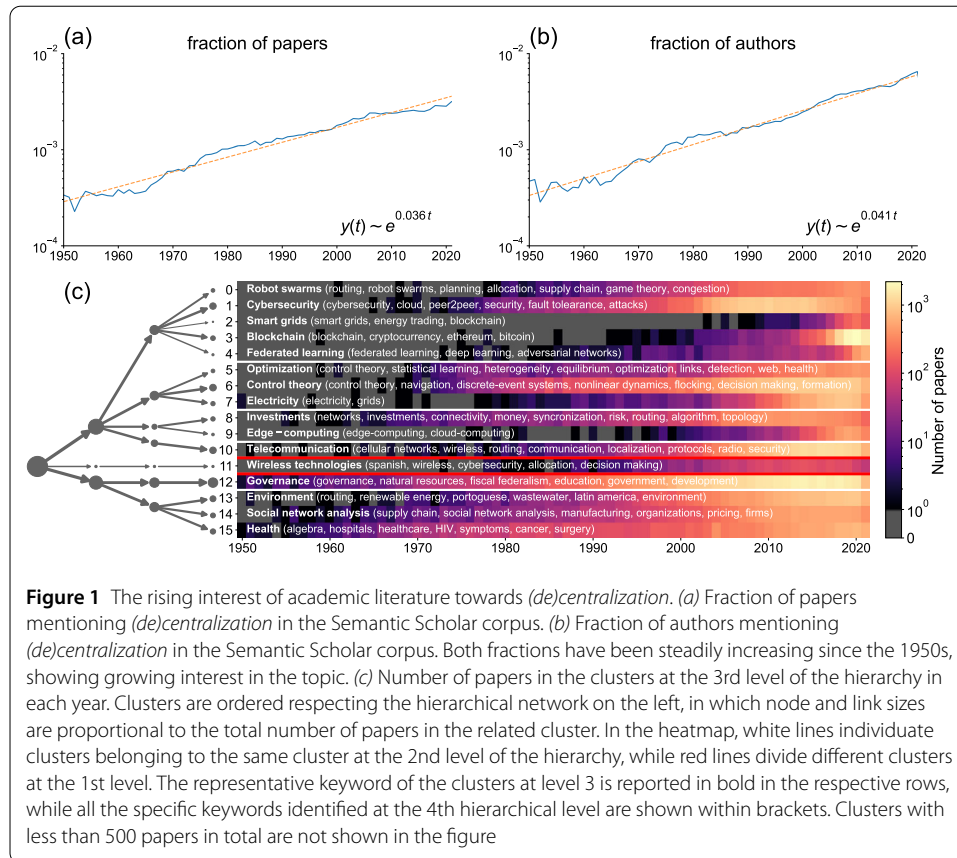 (a)
fraction of papers
10⁻²
10⁻³
10⁻⁴
1950 1960 1970 1980 1990 2000 2010 2020
y(t) ~ e^0.036 t
(b)
fraction of authors
10⁻²
10⁻³
10⁻⁴
1950 1960 1970 1980 1990 2000 2010 2020
y(t) ~ e^0.041 t
(c)
0 Robot swarms (routing, robot swarms, planning, allocation, supply chain, game theory, congestion)
1 Cybersecurity (cybersecurity, cloud, peer2peer, security, fault tolearance, attacks)
2 Smart grids (smart grids, energy trading, blockchain)
3 Blockchain (blockchain, cryptocurrency, ethereum, bitcoin)
4 Federated learning (federated learning, deep learning, adversarial networks)
5 Optimization (control theory, statistical learning, heterogeneity, equilibrium, optimization, links, detection, web, health)
6 Control theory (control theory, navigation, discrete-event systems, nonlinear dynamics, flocking, decision making, formation)
7 Electricity (electricity, grids)
8 Investments (networks, investments, connectivity, money, syncronization, risk, routing, algorithm, topology)
9 Edge-computing (edge-computing, cloud-computing)
10 Telecommunication (cellular networks, wireless, routing, communication, localization, protocols, radio, security)
11 Wireless technologies (spanish, wireless, cybersecurity, allocation, decision making)
12 Governance (governance, natural resources, fiscal federalism, education, government, development)
13 Environment (routing, renewable energy, portoguese, wastewater, latin america, environment)
14 Social network analysis (supply chain, social network analysis, manufacturing, organizations, pricing, firms)
15 Health (algebra, hospitals, healthcare, HIV, symptoms, cancer, surgery)
1950 1960 1970 1980 1990 2000 2010 2020
10³
10²
10¹
10⁰
0
Number of papers
Figure 1 The rising interest of academic literature towards (de)centralization. (a) Fraction of papers
mentioning (de)centralization in the Semantic Scholar corpus. (b) Fraction of authors mentioning
(de)centralization in the Semantic Scholar corpus. Both fractions have been steadily increasing since the 1950s,
showing growing interest in the topic. (c) Number of papers in the clusters at the 3rd level of the hierarchy in
each year. Clusters are ordered respecting the hierarchical network on the left, in which node and link sizes
are proportional to the total number of papers in the related cluster. In the heatmap, white lines individuate
clusters belonging to the same cluster at the 2nd level of the hierarchy, while red lines divide different clusters
at the 1st level. The representative keyword of the clusters at level 3 is reported in bold in the respective rows,
while all the specific keywords identified at the 4th hierarchical level are shown within brackets. Clusters with
less than 500 papers in total are not shown in the figure